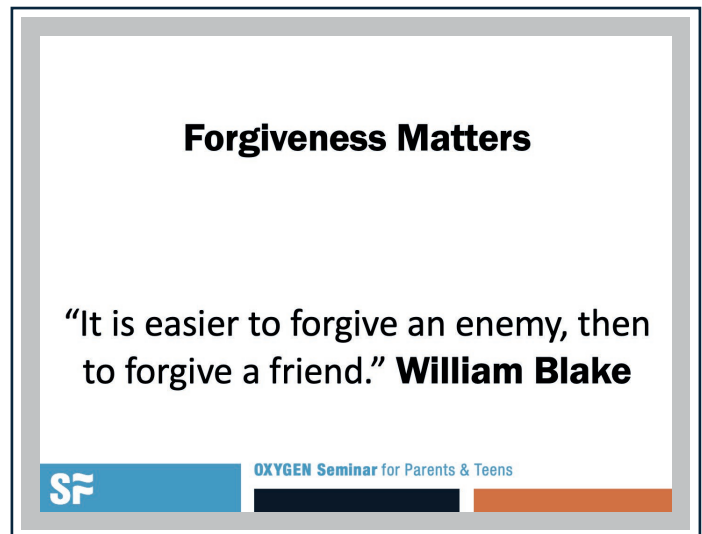 Forgiveness Matters
“It is easier to forgive an enemy, then
to forgive a friend.” William Blake
OXYGEN Seminar for Parents & Teens
SF